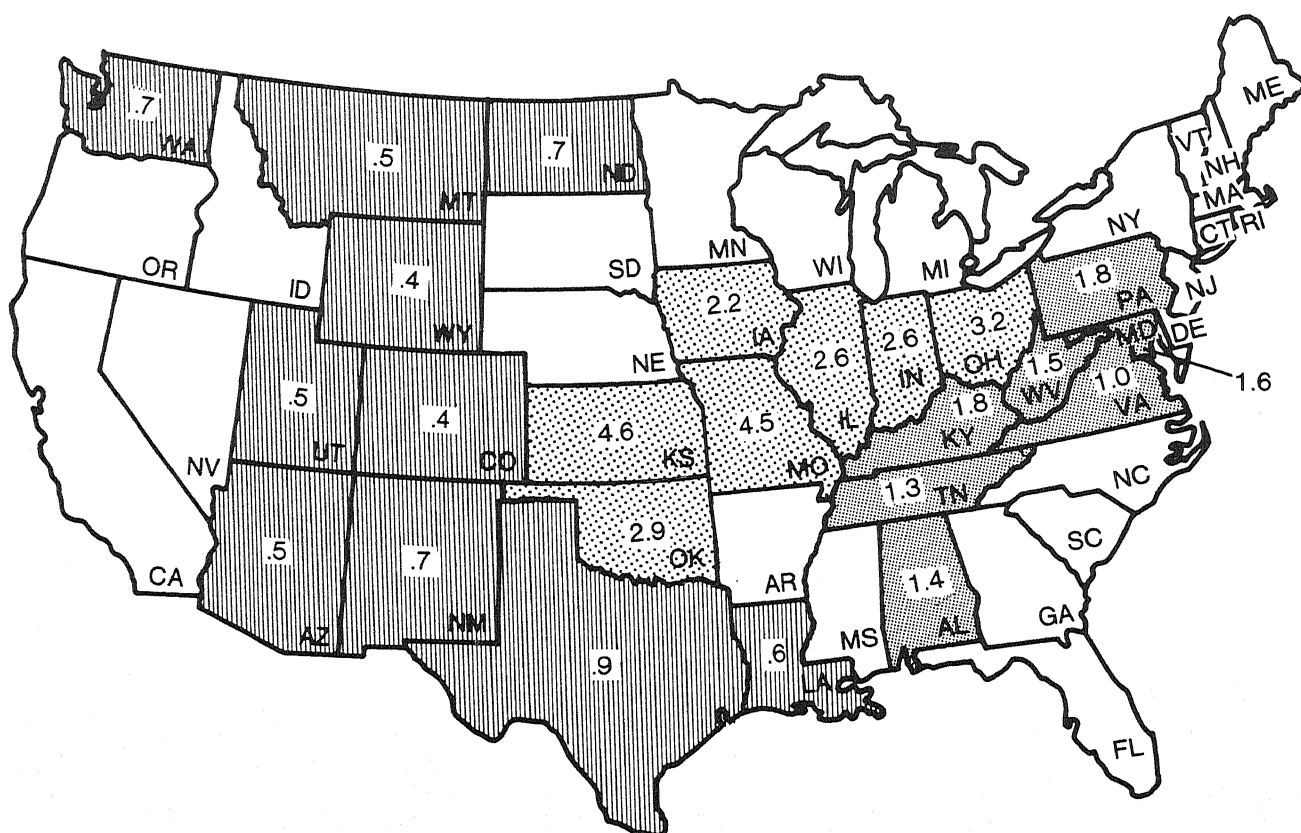 ME
.7
WA
.5
MT
.7
ND
VT
NH
MA
CT
RI
NY
OR
ID
.4
WY
SD
MN
WI
MI
1.8
PA
NJ
2.2
IA
NE
2.6
IL
2.6
IN
3.2
OH
MD
DE
1.6
1.5
WV
1.0
VA
.5
UT
.4
CO
NV
4.6
KS
4.5
MO
1.8
KY
1.3
TN
NC
CA
.5
AZ
.7
NM
2.9
OK
AR
SC
.9
.6
LA
MS
1.4
AL
GA
FL